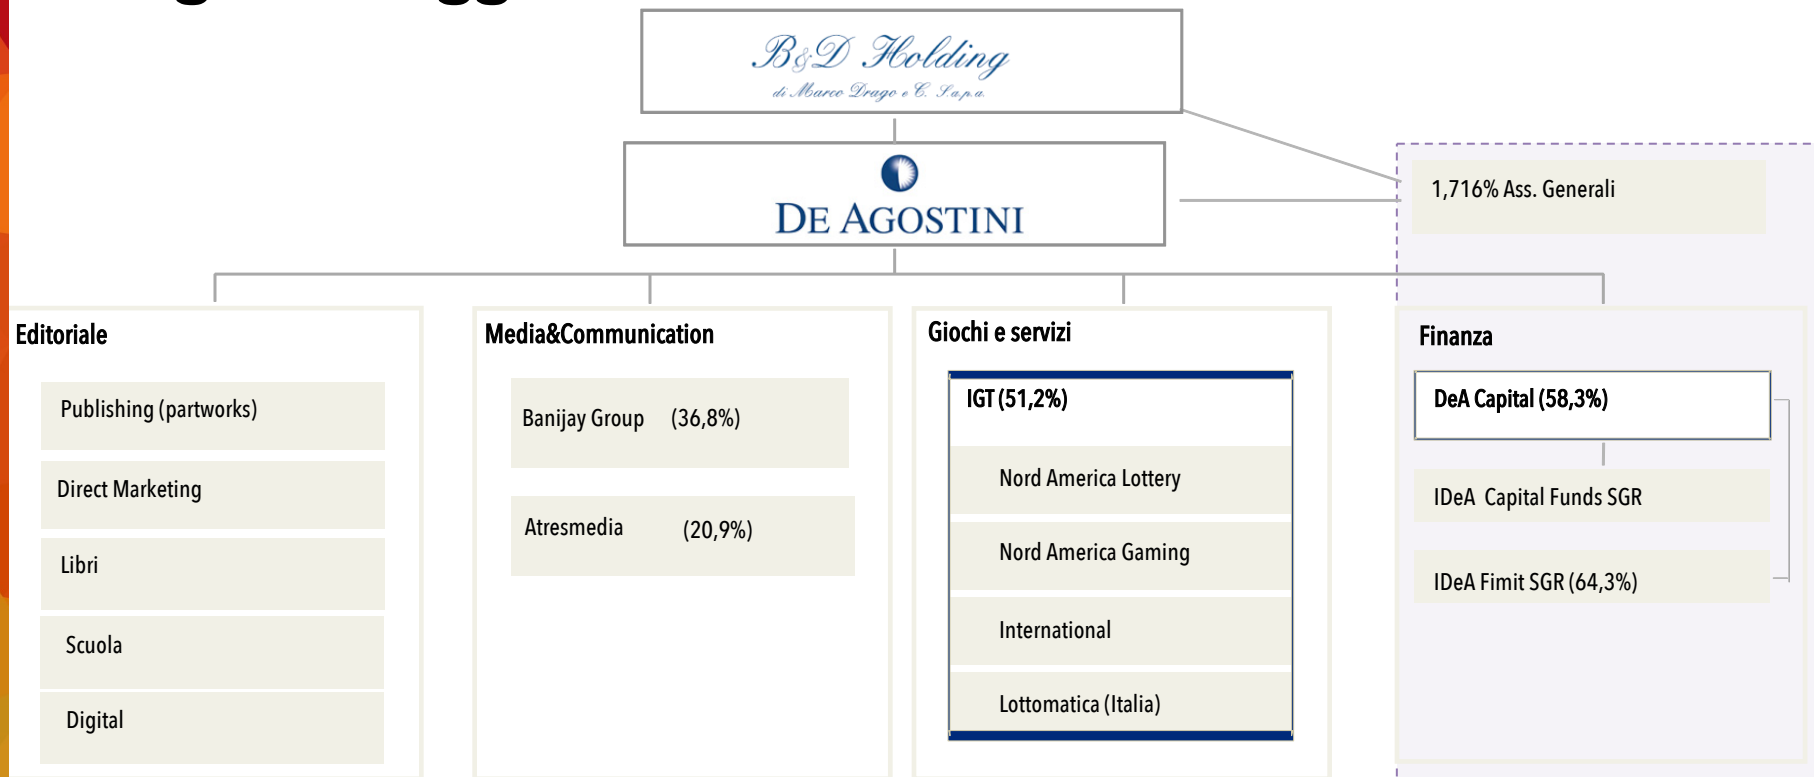 B&D Holding
di Marco Drago e C. S.a.p.a.
DE AGOSTINI
1,716% Ass. Generali
Editoriale
Publishing (partworks)
Direct Marketing
Libri
Scuola
Digital
Media&Communication
Banijay Group (36,8%)
Atresmedia (20,9%)
Giochi e servizi
IGT (51,2%)
Nord America Lottery
Nord America Gaming
International
Lottomatica (Italia)
Finanza
DeA Capital (58,3%)
IDeA Capital Funds SGR
IDeA Fimit SGR (64,3%)